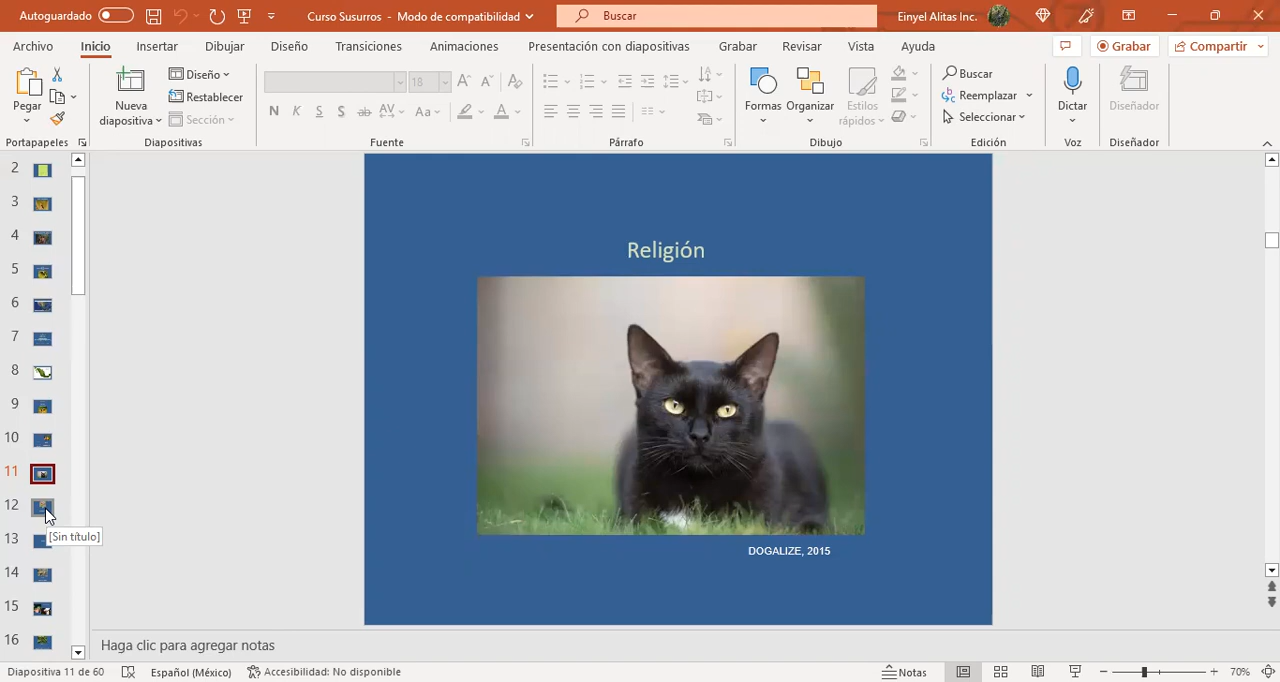 Autoguardado
Curso Susurros - Modo de compatibilidad
Buscar
Einyel Alitas Inc.
Archivo Inicio Insertar Dibujar Diseño Transiciones Animaciones Presentación con diapositivas Grabar Revisar Vista Ayuda Grabar Compartir
Pegar
Portapapeles
Nueva
diapositiva
Diseño
Restablecer
Sección
Diapositivas
18
N K S S ab AV Aa A
Fuente
Párrafo
Formas
Organizar
Estilos
rápidos
Dibujo
Buscar
Reemplazar
Seleccionar
Edición
Dictar
Voz
Diseñador
Diseñador
2
3
4
5
6
7
8
9
10
11
12
[Sin título]
13
14
15
16
Religión
DOGALIZE, 2015
Haga clic para agregar notas
Diapositiva 11 de 60 Español (México) Accesibilidad: No disponible Notas 70%